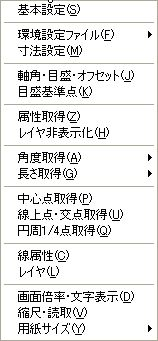 基本設定(S)
環境設定ファイル(F)
寸法設定(M)
軸角・目盛・オフセット(J)
目盛基準点(K)
属性取得(Z)
レイヤ非表示化(H)
角度取得(A)
長さ取得(G)
中心点取得(P)
線上点・交点取得(U)
円周1/4点取得(Q)
線属性(C)
レイヤ(L)
画面倍率・文字表示(D)
縮尺・読取(V)
用紙サイズ(Y)